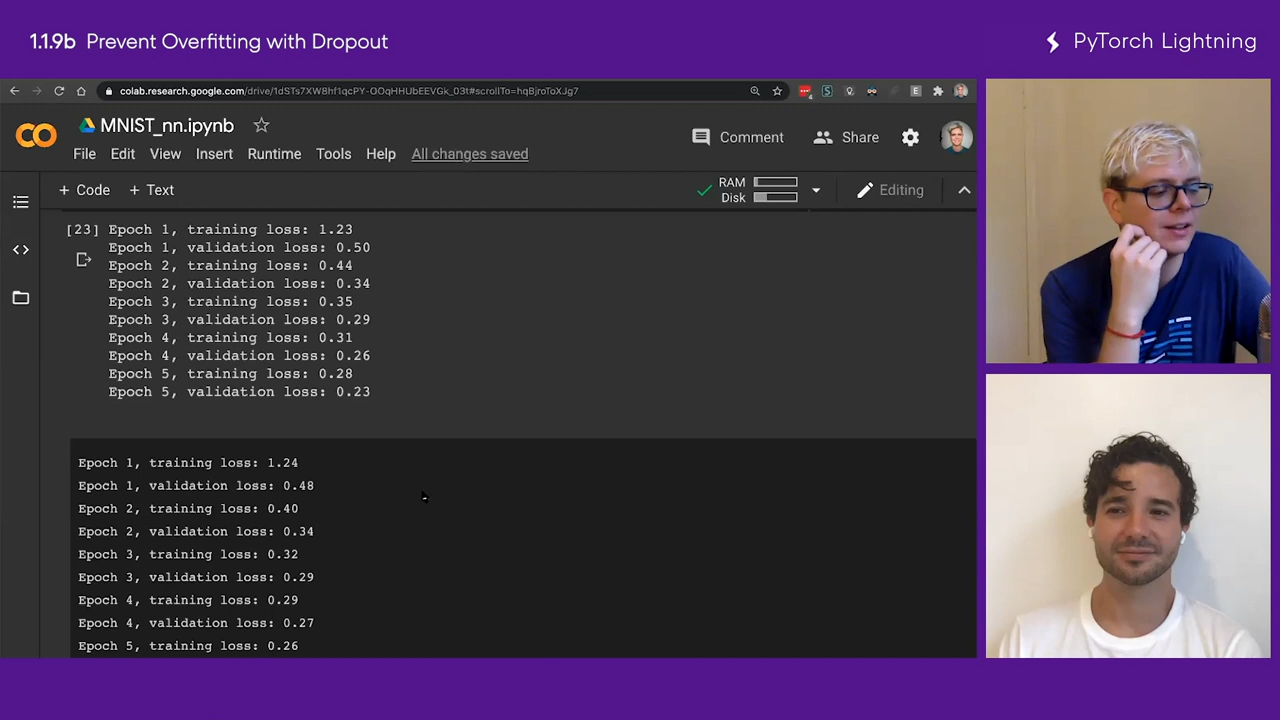 1.1.9b Prevent Overfitting with Dropout
PyTorch Lightning
colab.research.google.com/drive/1dSTs7XW8hf1qcPY-OOqHHUbEEVGk_03t#scrollTo=hqBjroToXJg7
CO
MNIST_nn.ipynb
Comment
Share
File Edit View Insert Runtime Tools Help All changes saved
+ Code + Text
RAM
Disk
Editing
[23] Epoch 1, training loss: 1.23
Epoch 1, validation loss: 0.50
Epoch 2, training loss: 0.44
Epoch 2, validation loss: 0.34
Epoch 3, training loss: 0.35
Epoch 3, validation loss: 0.29
Epoch 4, training loss: 0.31
Epoch 4, validation loss: 0.26
Epoch 5, training loss: 0.28
Epoch 5, validation loss: 0.23
Epoch 1, training loss: 1.24
Epoch 1, validation loss: 0.48
Epoch 2, training loss: 0.40
Epoch 2, validation loss: 0.34
Epoch 3, training loss: 0.32
Epoch 3, validation loss: 0.29
Epoch 4, training loss: 0.29
Epoch 4, validation loss: 0.27
Epoch 5, training loss: 0.26